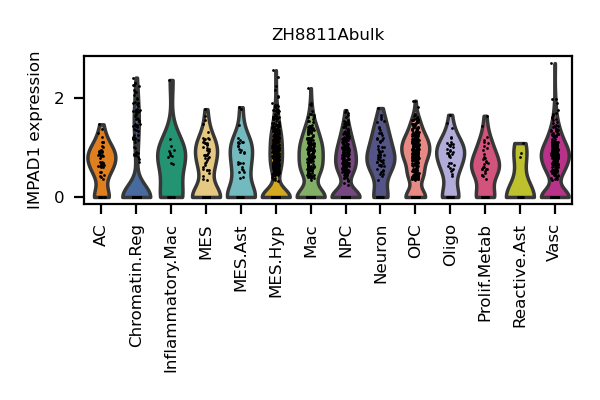 ZH8811Abulk
IMPAD1 expression
2
0
AC
Chromatin.Reg
Inflammatory.Mac
MES
MES.Ast
MES.Hyp
Mac
NPC
Neuron
OPC
Oligo
Prolif.Metab
Reactive.Ast
Vasc